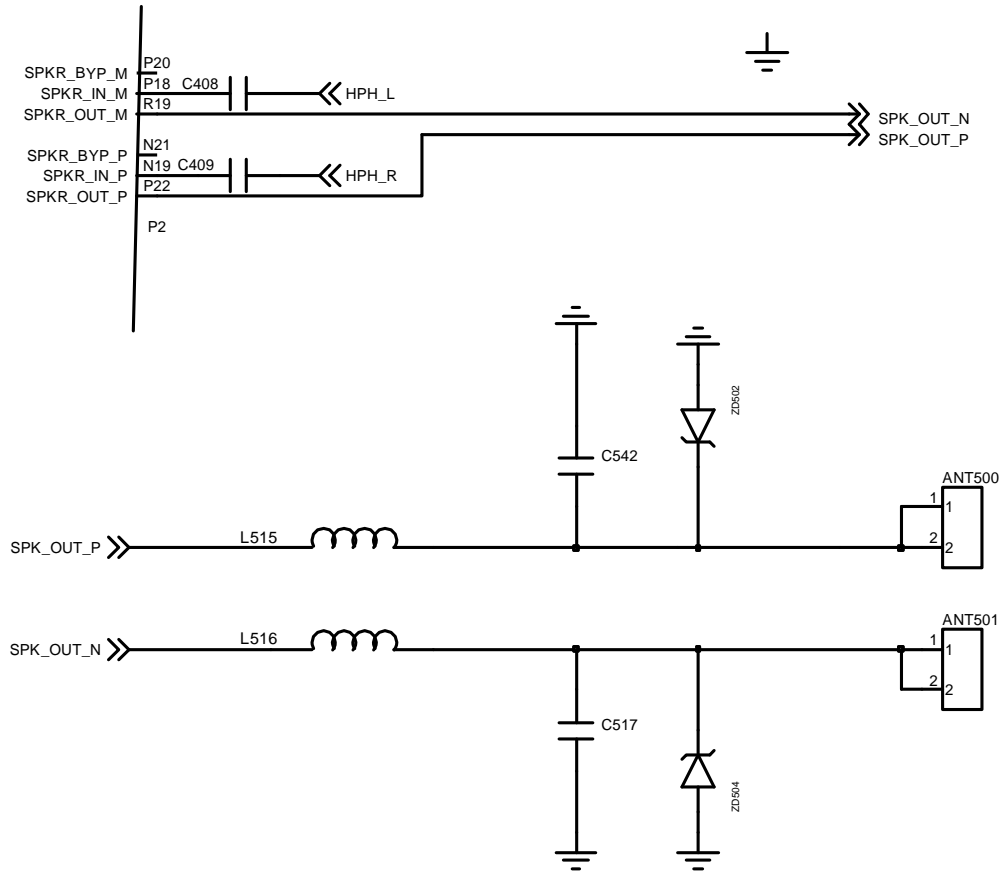 SPKR_BYP_M P20
SPKR_IN_M P18 C408 HPH_L
SPKR_OUT_M R19 SPK_OUT_N
SPK_OUT_P
SPKR_BYP_P N21
SPKR_IN_P N19 C409 HPH_R
SPKR_OUT_P P22
P2
ZD502
C542
ANT500
1 1
SPK_OUT_P L515 2 2
ANT501
SPK_OUT_N L516 1 1
2 2
C517
ZD504